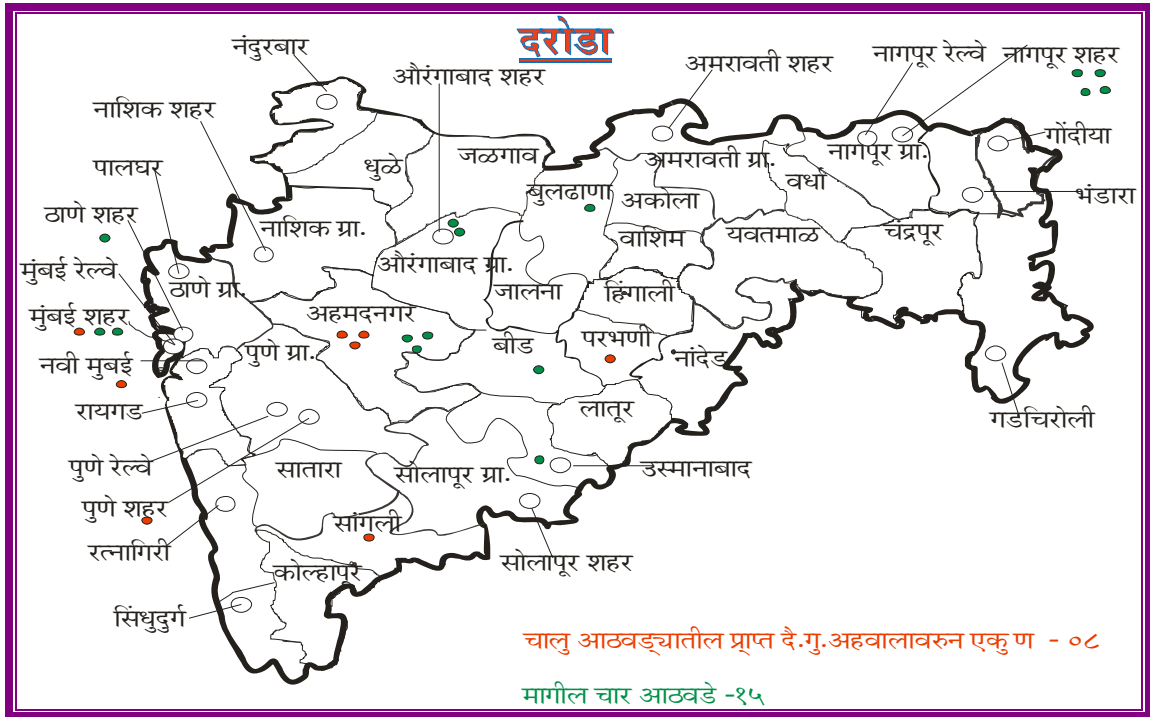 दरोडा
नंदुरबार
औरंगाबाद शहर
अमरावती शहर
नागपूर रेल्वे
नागपूर शहर
नाशिक शहर
गोंदीया
पालघर
धुळे
जळगाव
अमरावती ग्रा.
नागपूर ग्रा.
वर्धा
भंडारा
ठाणे शहर
बुलढाणा
अकोला
नाशिक ग्रा.
वाशिम
यवतमाळ
चंद्रपूर
मुंबई रेल्वे
ठाणे ग्रा.
औरंगाबाद ग्रा.
जालना
हिंगाली
मुंबई शहर
अहमदनगर
बीड
परभणी
नवी मुबई
पुणे ग्रा.
नांदेड
रायगड
लातूर
गडचिरोली
पुणे रेल्वे
सातारा
सोलापूर ग्रा.
उस्मानाबाद
पुणे शहर
सांगली
रत्नागिरी
कोल्हापूर
सोलापूर शहर
सिंधुदुर्ग
चालु आठवड्यातील प्राप्त दै.गु.अहवालावरुन एकुण - ०८
मागील चार आठवडे -१५